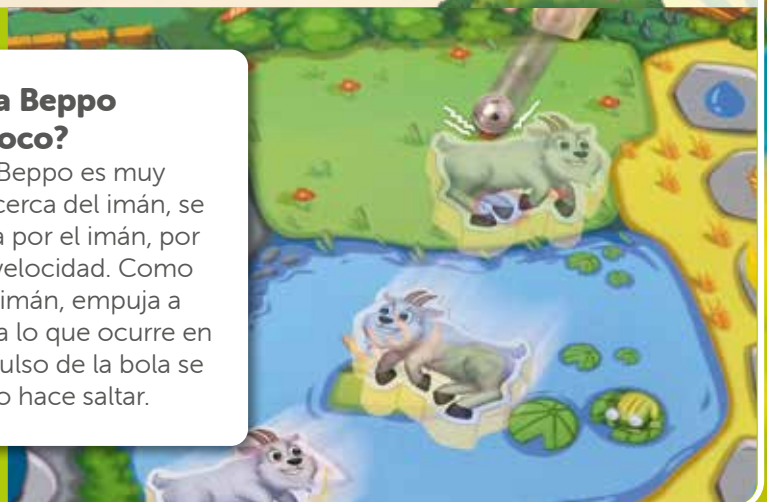 a Beppo
oco?
Beppo es muy
cerca del imán, se
a por el imán, por
velocidad. Como
imán, empuja a
a lo que ocurre en
ulso de la bola se
o hace saltar.